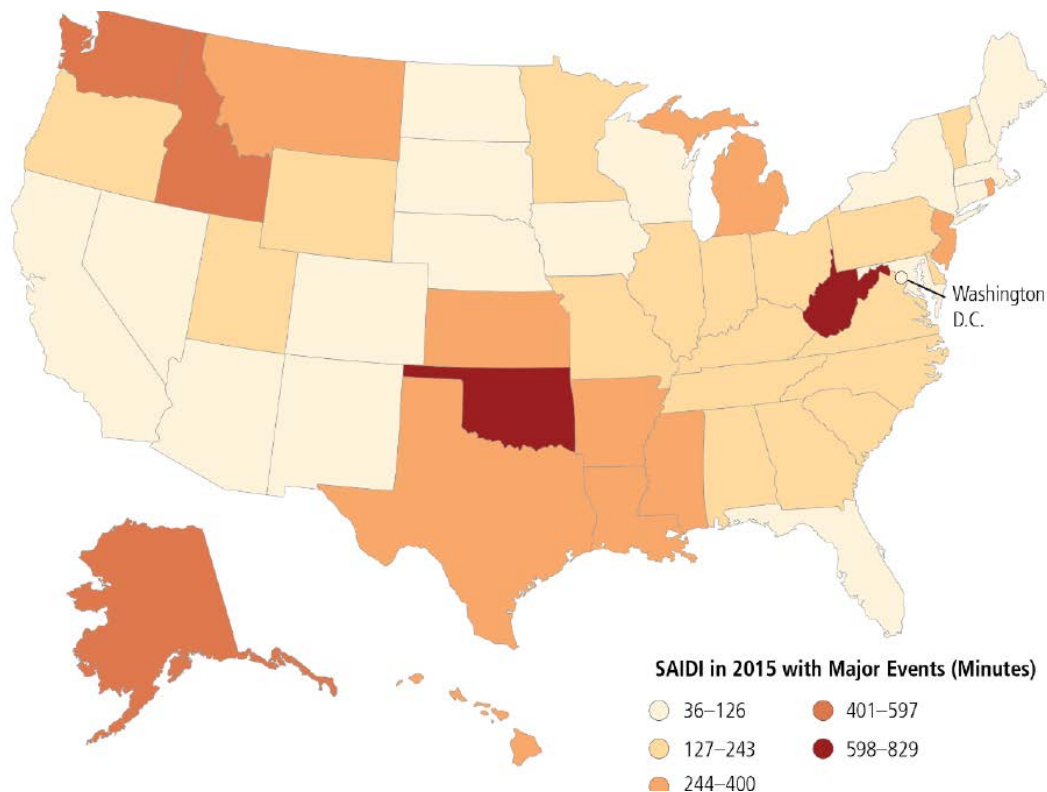 Washington
D.C.
SAIDI in 2015 with Major Events (Minutes)
36–126
401–597
127–243
598–829
244–400